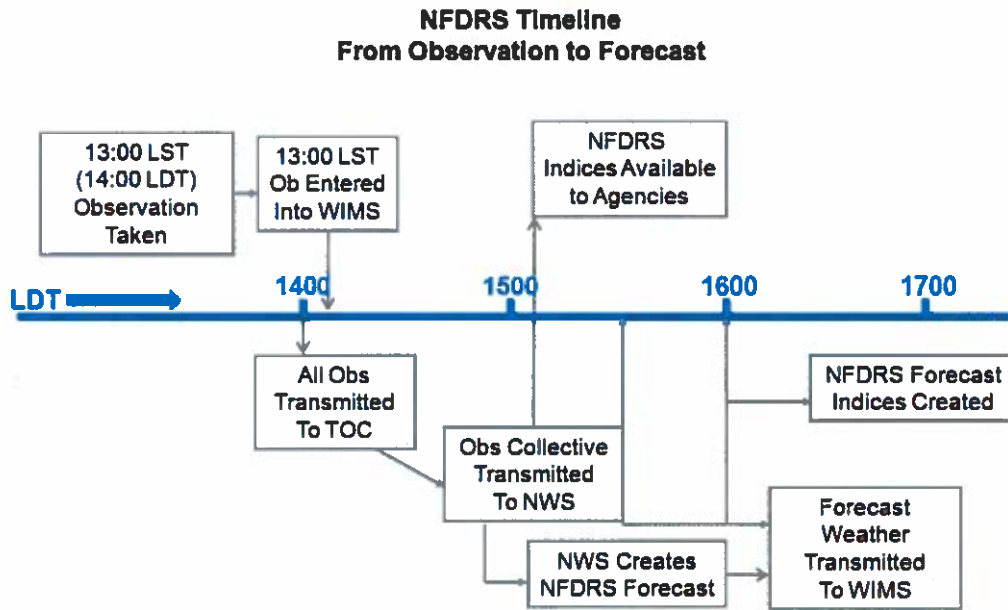 NFDRS Timeline
From Observation to Forecast
13:00 LST
(14:00 LDT)
Observation
Taken
13:00 LST
Ob Entered
Into WIMS
NFDRS
Indices Available
to Agencies
LDT
1400
1500
1600
1700
All Obs
Transmitted
To TOC
Obs Collective
Transmitted
To NWS
NWS Creates
NFDRS Forecast
NFDRS Forecast
Indices Created
Forecast
Weather
Transmitted
To WIMS